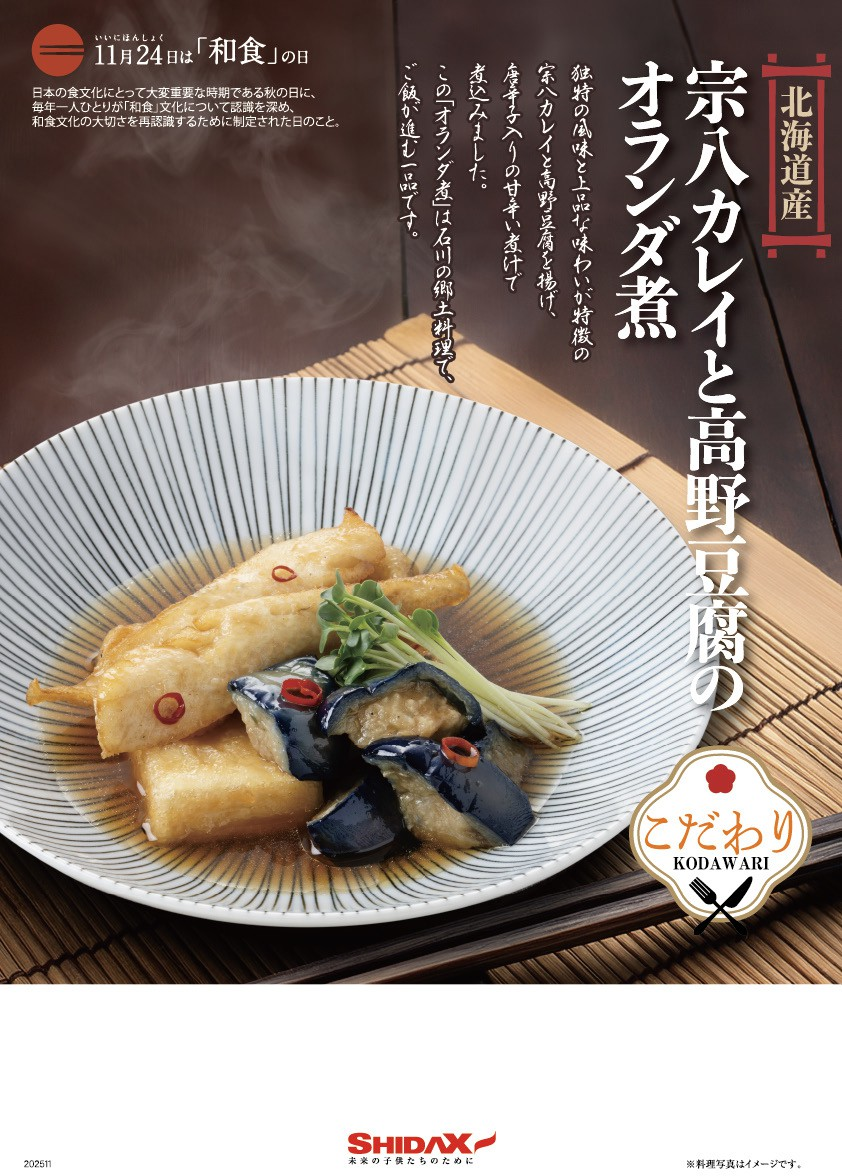 いいにほんしょく
11月24日は「和食」の日
日本の食文化にとって大変重要な時期である秋の日に、
毎年一人ひとりが「和食」文化について認識を深め、
和食文化の大切さを再認識するために制定された日のこと。
北海道産
宗八カレイと高野豆腐の
オランダ煮
独特の風味と上品な味わいが特徴の
宗八カレイと高野豆腐を揚げ、
唐辛子入りの甘辛い煮汁で
煮込みました。
この「オランダ煮」は石川の郷土料理で、
ご飯が進む一品です。
こだわり
KODAWARI
SHIDAX
未来の子供たちのために
202511
※料理写真はイメージです。